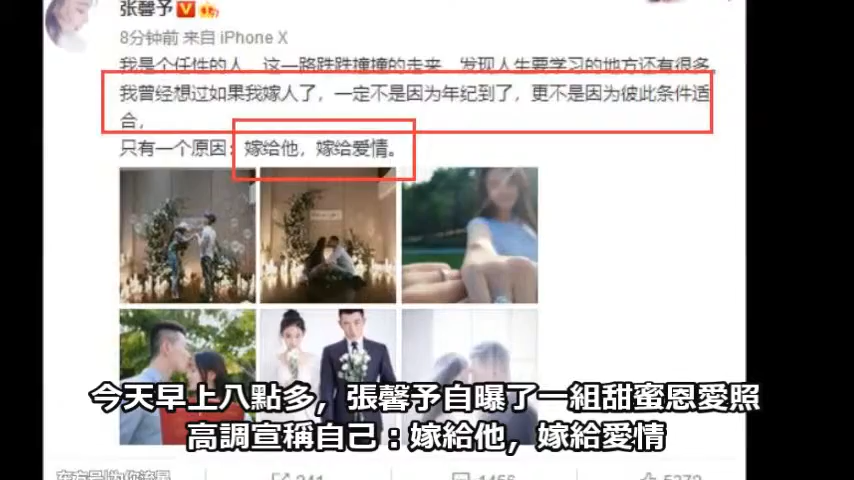 张馨予
8分钟前 来自 iPhone X
我是个任性的人，这一路跌跌撞撞的走来，发现人生要学习的地方还有很多。
我曾经想过如果我嫁人了，一定不是因为年纪到了，更不是因为彼此条件适
合，
只有一个原因：嫁给他，嫁给爱情。
今天早上八點多，張馨予自曝了一組甜蜜恩愛照
高調宣稱自己：嫁給他，嫁給愛情
241
1456
5372